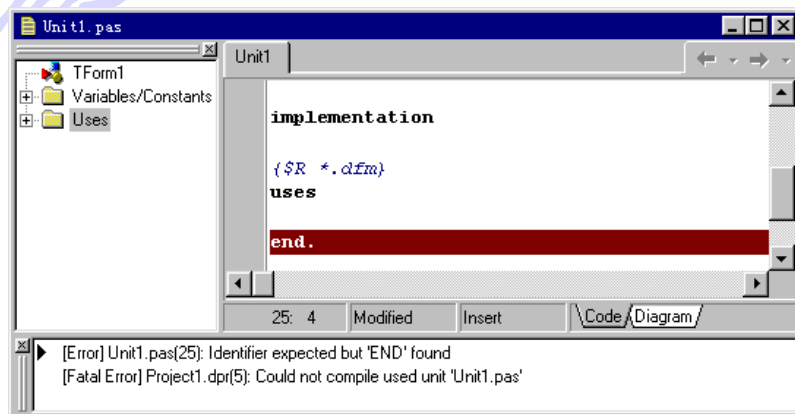 Unit1.pas
TForm1
Variables/Constants
Uses
Unit1
implementation
{$R *.dfm}
uses
end.
25: 4 Modified Insert Code Diagram
[Error] Unit1.pas(25): Identifier expected but 'END' found
[Fatal Error] Project1.dpr(5): Could not compile used unit 'Unit1.pas'